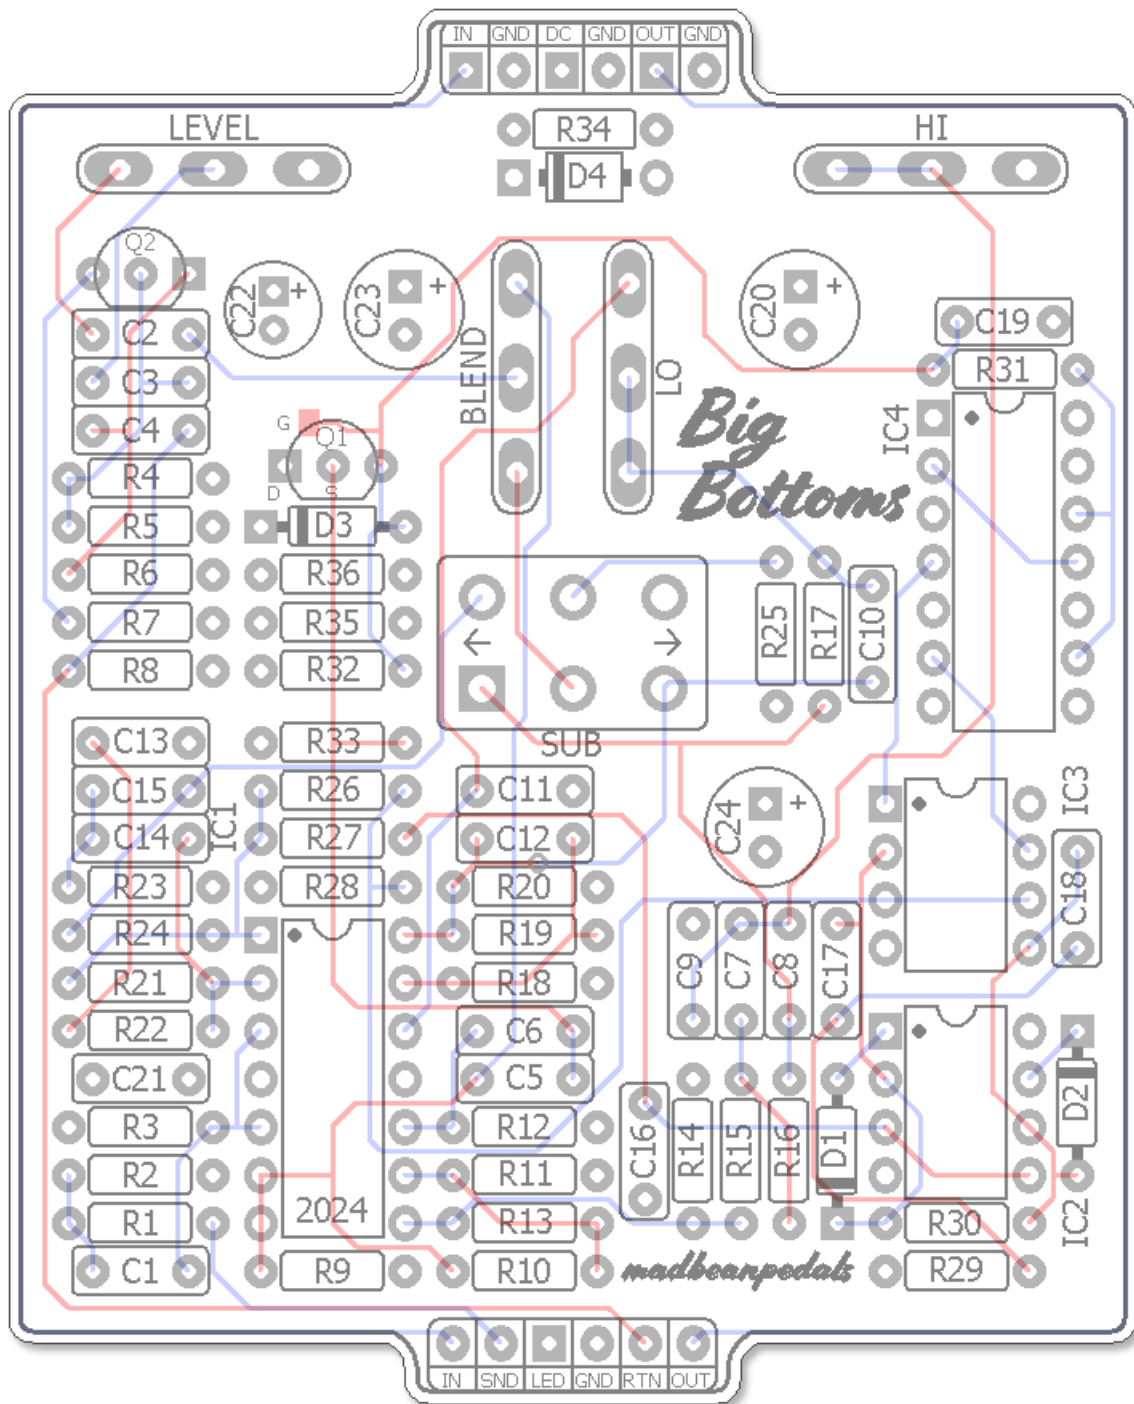 IN GND DC GND OUT GND
R34
LEVEL HI
D4
Q2
C22 + C23 + C20 +
C2 C19
BLEND LO
C3 R31
C4 Big IC4
G Q1
R4 Bottoms
D S
R5 D3
R6 R36
R7 R35 R25 R17 C10
← →
R8 R32
C13 R33 SUB
C15 R26 C11 IC3
C14 IC1 R27 C12 C24 +
R23 R28 R20 C18
R24 R19
C9 C7 C8 C17
R21 R18
R22 C6
C21 C5 D2
R3 R12
C16 R14 R15 R16 D1
R2 R11
R1 2024 R13 R30 IC2
C1 R9 R10 madbeanpedals R29
IN SND LED GND RTN OUT